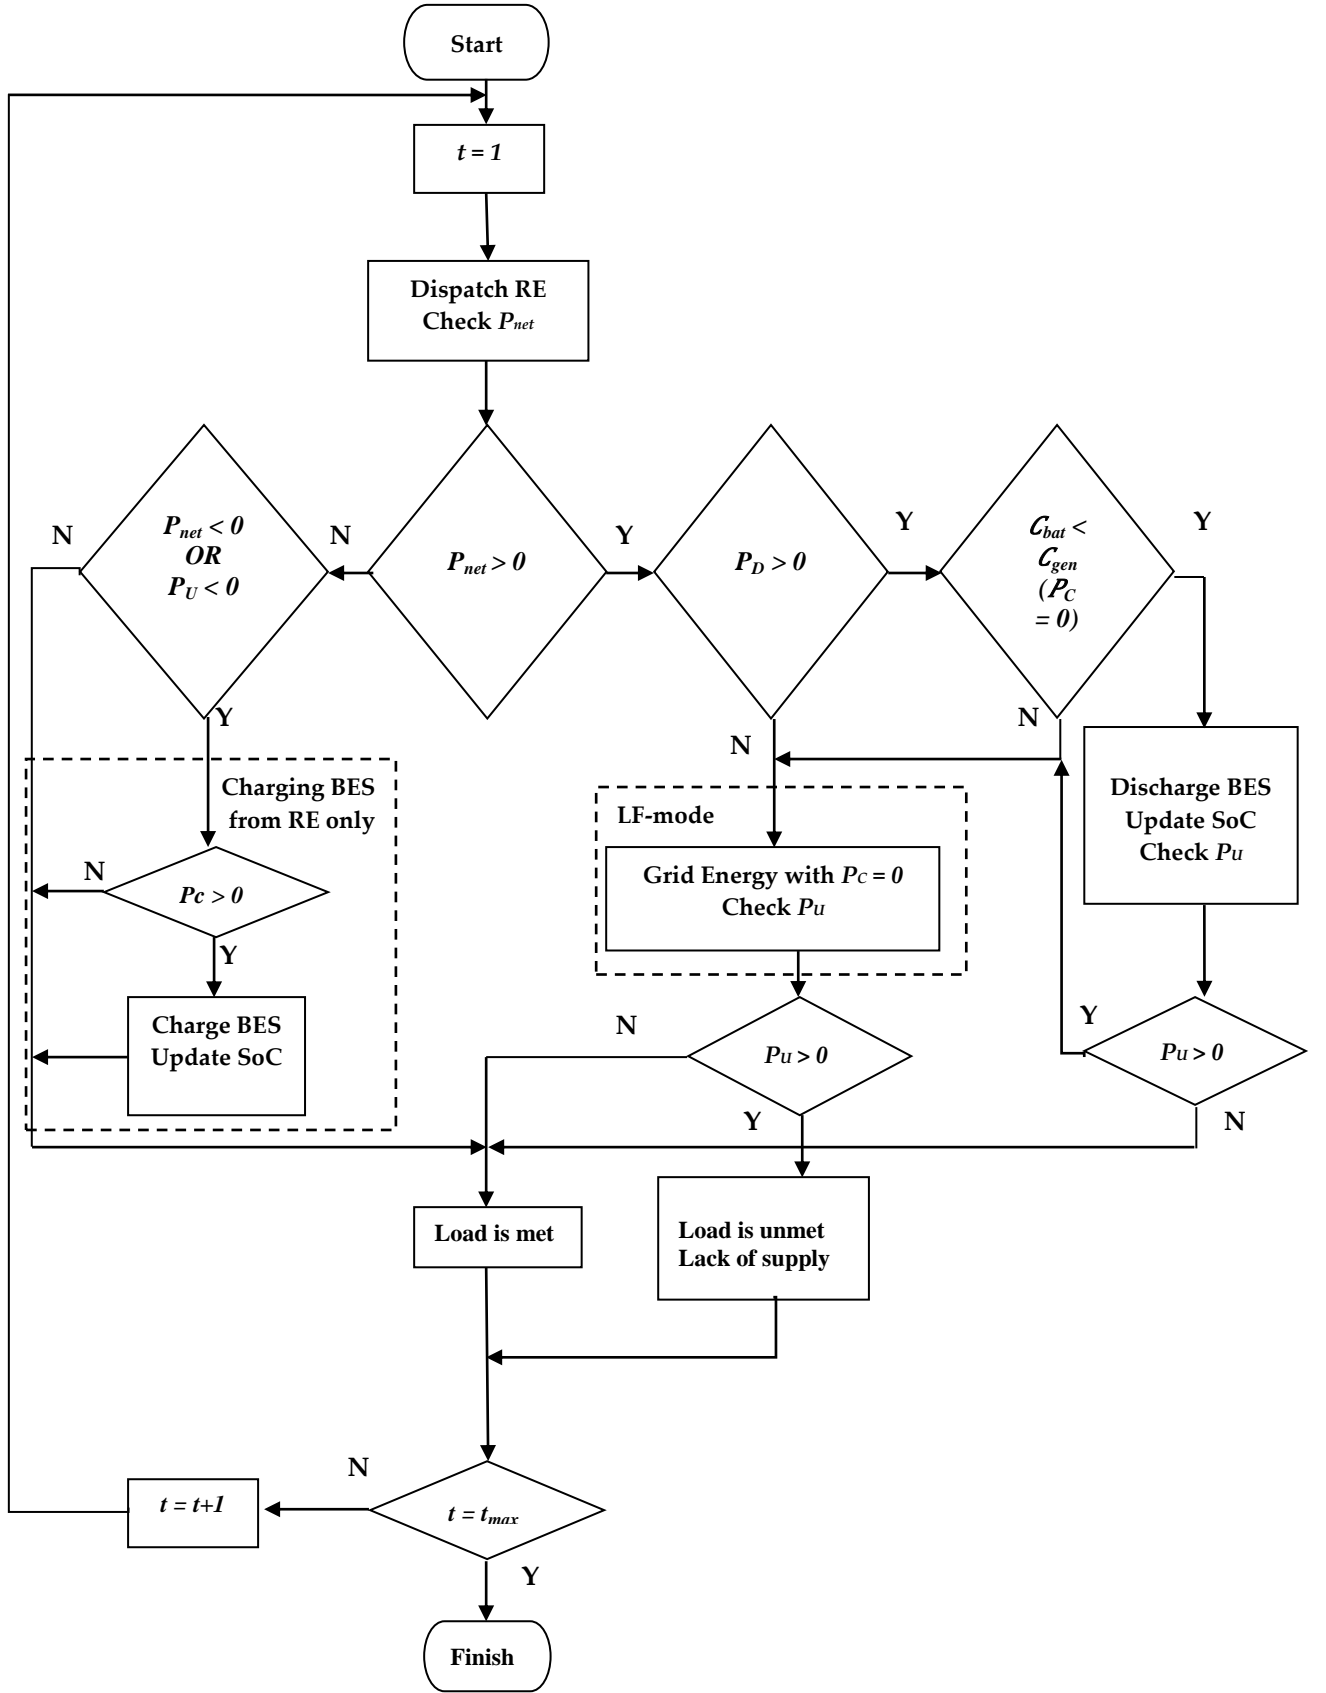 Start
t = 1
Dispatch RE
Check Pnet
N
Pnet < 0
OR
PU < 0
N
Pnet > 0
Y
PD > 0
Y
Cbat <
Cgen
(PC
= 0)
Y
Y
N
N
Charging BES
from RE only
LF-mode
Discharge BES
Update SoC
Check Pu
N
Pc > 0
Grid Energy with Pc = 0
Check Pu
Y
Charge BES
Update SoC
N
Pu > 0
Y
Y
Pu > 0
N
Load is met
Load is unmet
Lack of supply
N
t = t+1
t = tmax
Y
Finish